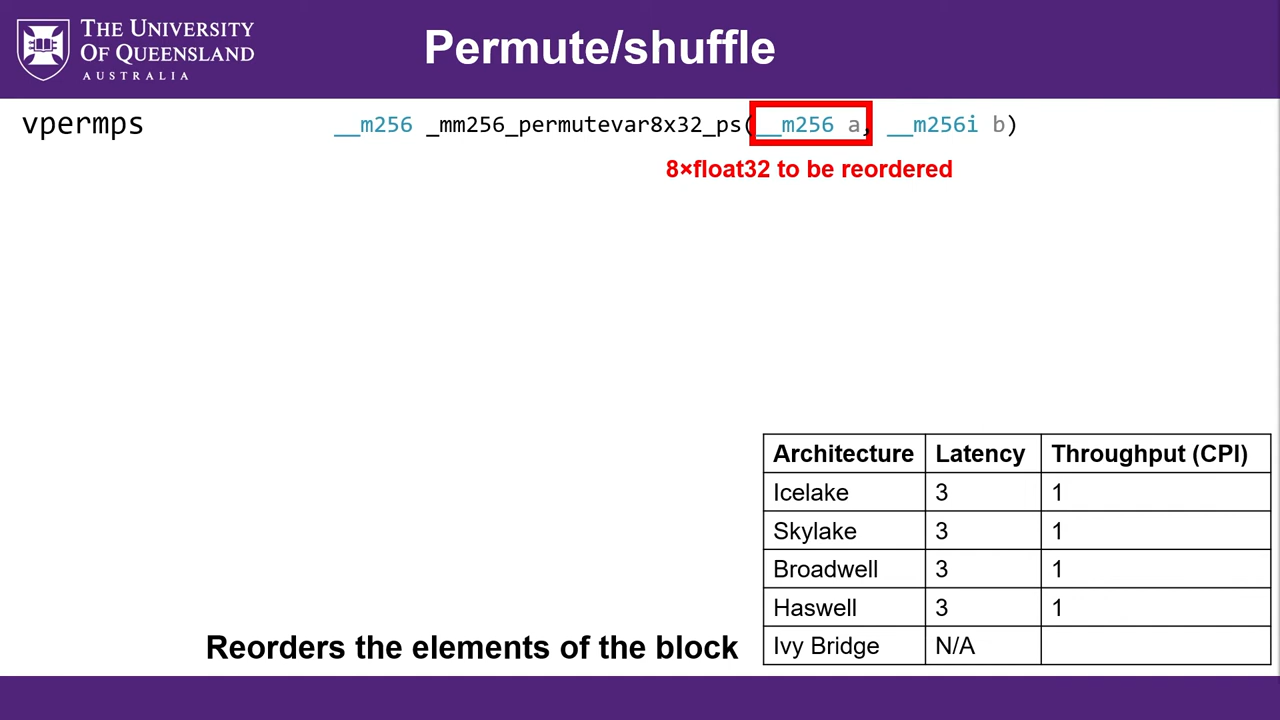 THE UNIVERSITY
OF QUEENSLAND
AUSTRALIA
Permute/shuffle
vpermps
__m256 _mm256_permutevar8x32_ps(__m256 a, __m256i b)
8×float32 to be reordered
Architecture Latency Throughput (CPI)
Icelake 3 1
Skylake 3 1
Broadwell 3 1
Haswell 3 1
Ivy Bridge N/A
Reorders the elements of the block